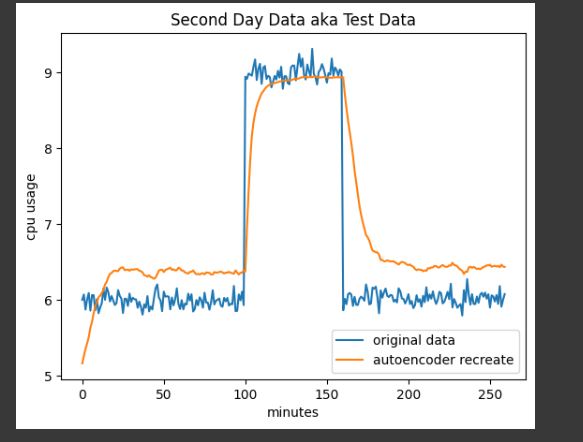 Second Day Data aka Test Data
cpu usage
9
8
7
6
5
0 50 100 150 200 250
minutes
original data
autoencoder recreate